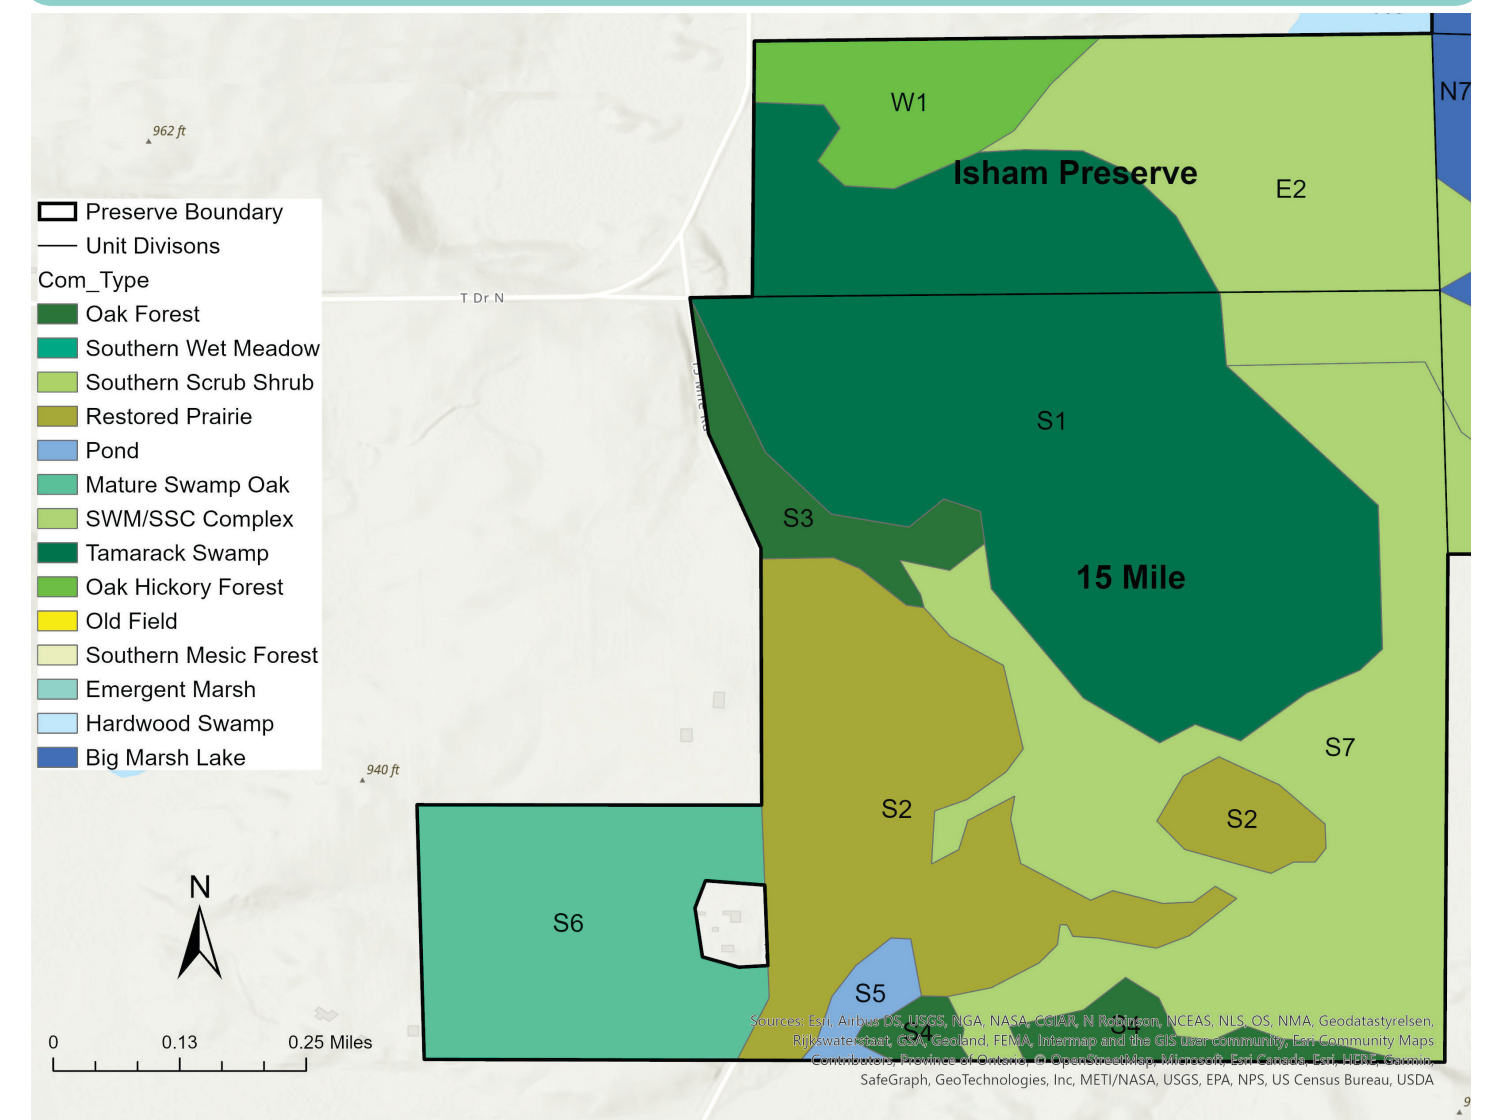 N7
W1
962 ft
Isham Preserve
E2
Preserve Boundary
Unit Divisons
Com_Type
T Dr N
Oak Forest
Southern Wet Meadow
Southern Scrub Shrub
Restored Prairie
Pond
Mature Swamp Oak
SWM/SSC Complex
Tamarack Swamp
Oak Hickory Forest
Old Field
Southern Mesic Forest
Emergent Marsh
Hardwood Swamp
Big Marsh Lake
15 Mile Rd
S1
S3
15 Mile
S7
940 ft
S2
S2
N
S6
S5
S4
S4
0 0.13 0.25 Miles
Sources: Esri, Airbus DS, USGS, NGA, NASA, CGIAR, N Robinson, NCEAS, NLS, OS, NMA, Geodatastyrelsen,
Rijkswaterstaat, GSA, Geoland, FEMA, Intermap and the GIS user community, Esri Community Maps
Contributors, Province of Ontario, © OpenStreetMap, Microsoft, Esri Canada, Esri, HERE, Garmin,
SafeGraph, GeoTechnologies, Inc, METI/NASA, USGS, EPA, NPS, US Census Bureau, USDA
9